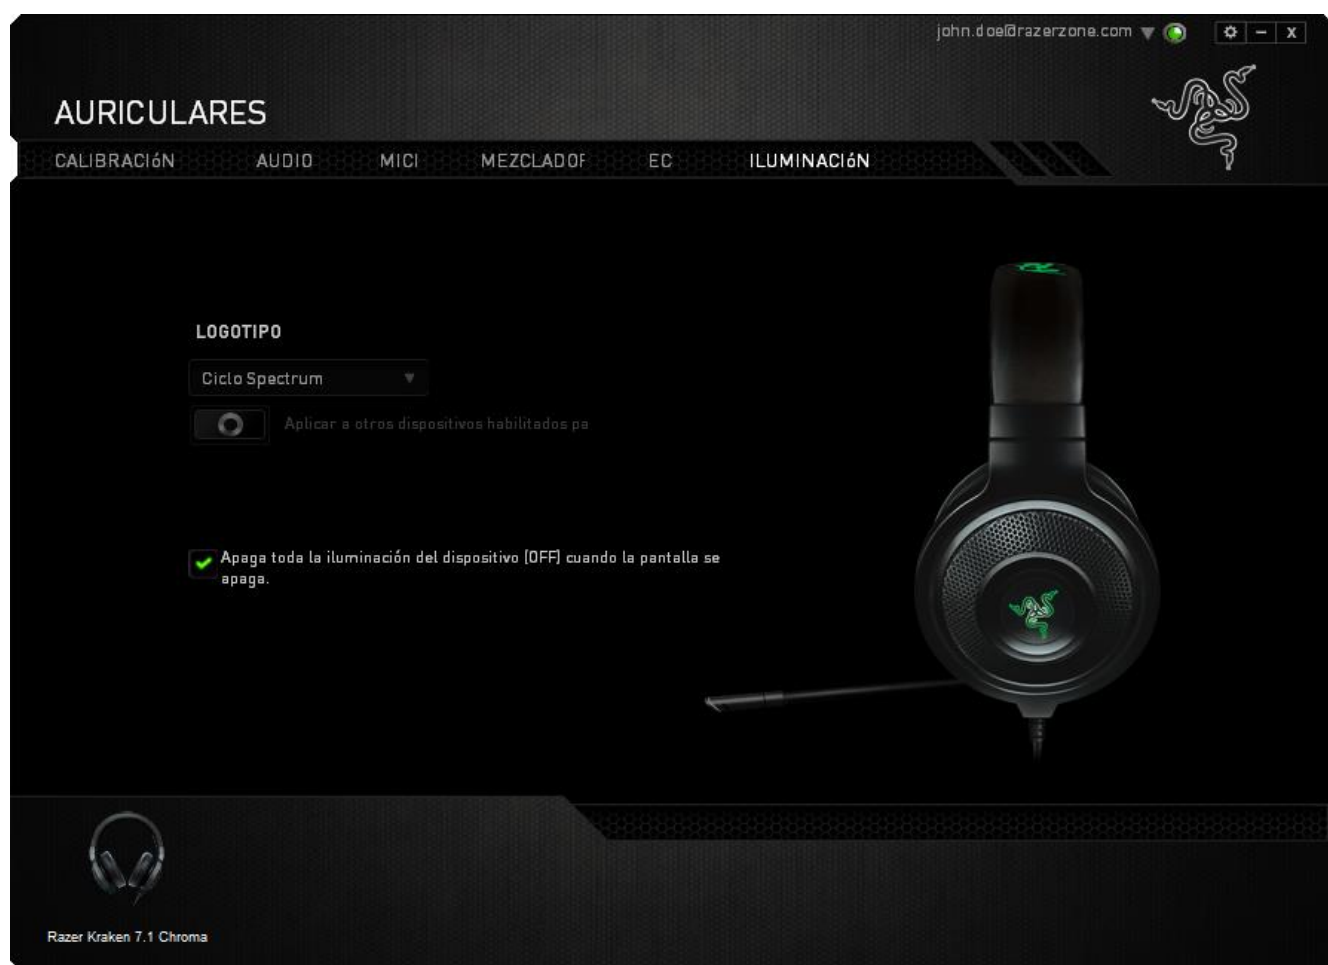 john.doe@razerzone.com
X
AURICULARES
CALIBRACIóN AUDIO MICI MEZCLADOF EC ILUMINACIóN
LOGOTIPO
Ciclo Spectrum
Aplicar a otros dispositivos habilitados pa
Apaga toda la iluminación del dispositivo (OFF) cuando la pantalla se
apaga.
Razer Kraken 7.1 Chroma